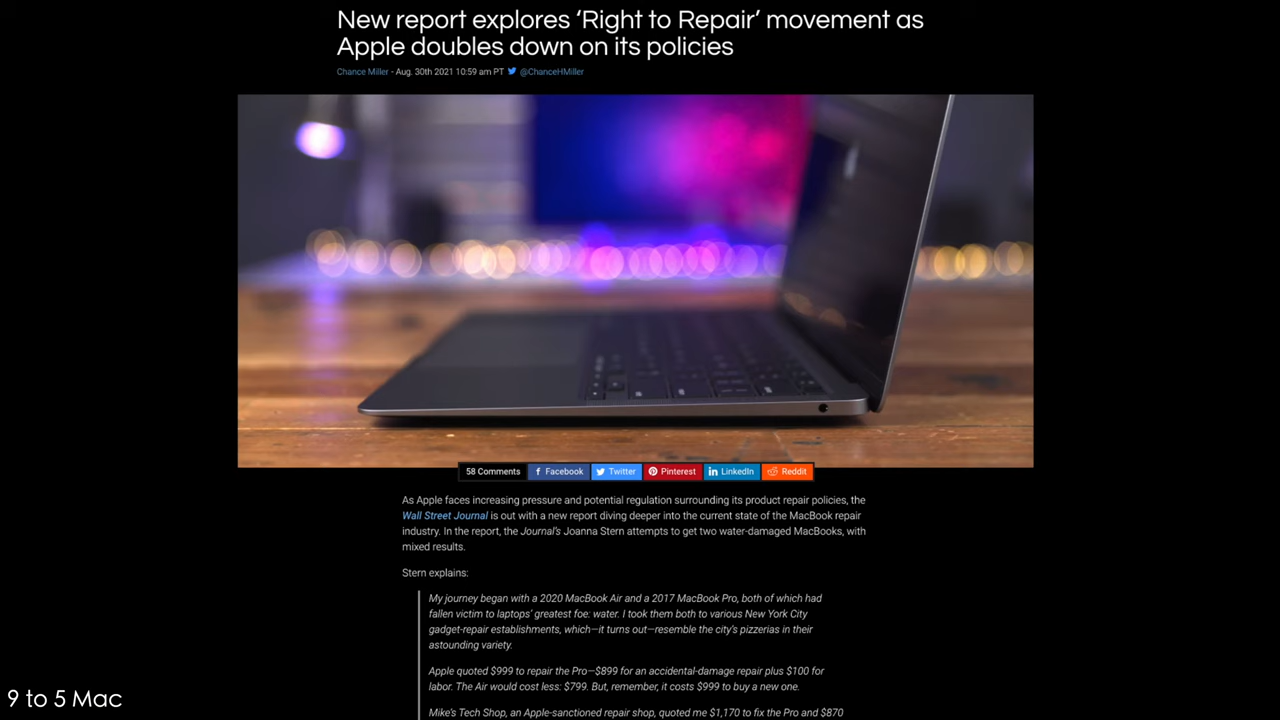 New report explores ‘Right to Repair’ movement as
Apple doubles down on its policies
Chance Miller - Aug. 30th 2021 10:59 am PT @ChanceHMiller
58 Comments Facebook Twitter Pinterest LinkedIn Reddit
As Apple faces increasing pressure and potential regulation surrounding its product repair policies, the
Wall Street Journal is out with a new report diving deeper into the current state of the MacBook repair
industry. In the report, the Journal’s Joanna Stern attempts to get two water-damaged MacBooks, with
mixed results.
Stern explains:
My journey began with a 2020 MacBook Air and a 2017 MacBook Pro, both of which had
fallen victim to laptops’ greatest foe: water. I took them both to various New York City
gadget-repair establishments, which—it turns out—resemble the city’s pizzerias in their
astounding variety.
Apple quoted $999 to repair the Pro—$899 for an accidental-damage repair plus $100 for
labor. The Air would cost less: $799. But, remember, it costs $999 to buy a new one.
Mike’s Tech Shop, an Apple-sanctioned repair shop, quoted me $1,170 to fix the Pro and $870
9 to 5 Mac